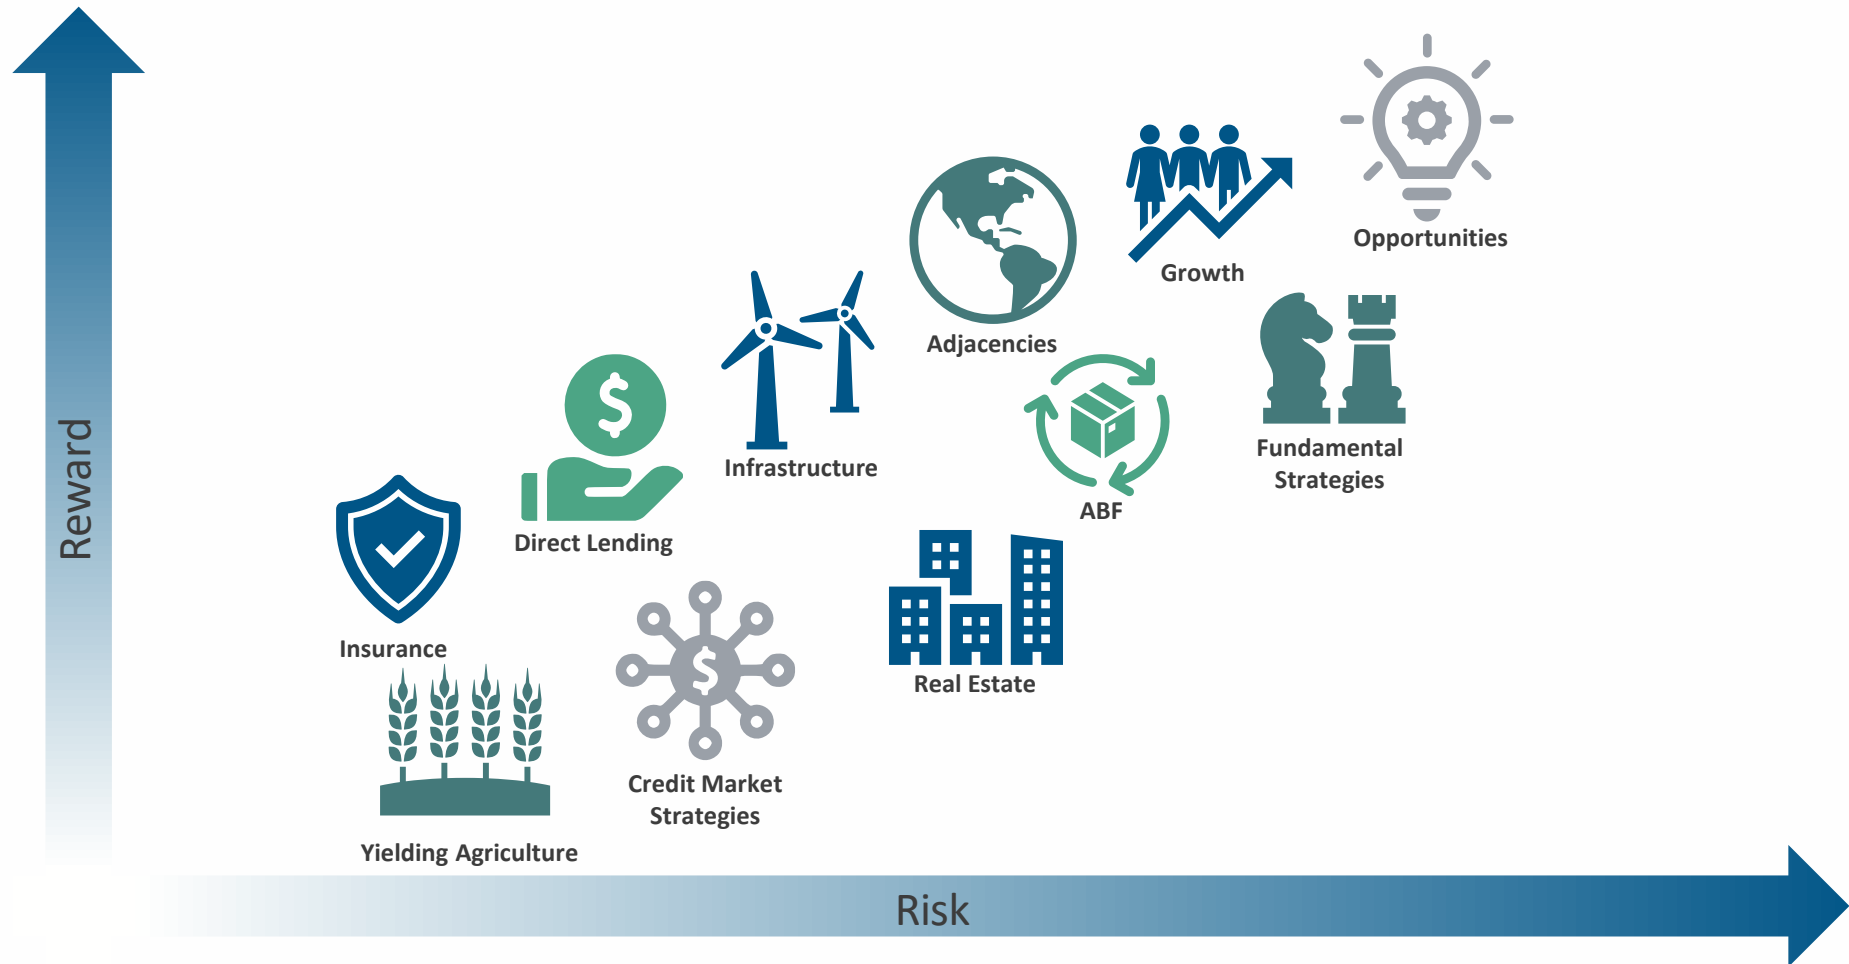 Opportunities
Growth
Adjacencies
Infrastructure
Fundamental
Strategies
ABF
Direct Lending
Reward
Insurance
Real Estate
Credit Market
Strategies
Yielding Agriculture
Risk